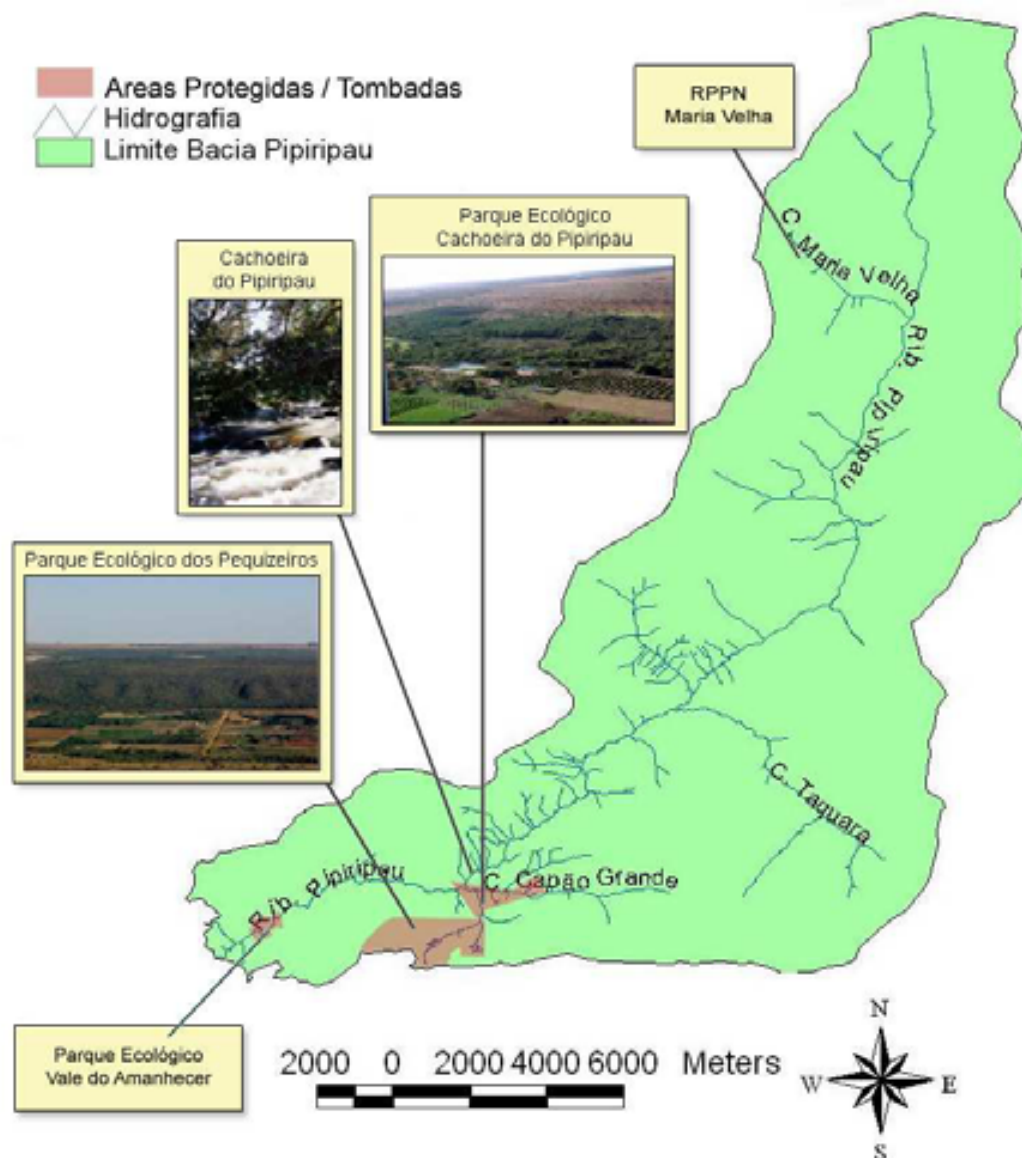 Areas Protegidas / Tombadas
Hidrografia
Limite Bacia Pipiripau
RPPN
Maria Velha
Parque Ecológico
Cachoeira do Pipiripau
Cachoeira
do Pipiripau
C. Maria Velha
Rib. Pipiripau
Parque Ecológico dos Pequizeiros
C. Taquara
C. Capão Grande
Rib. Pipiripau
Parque Ecológico
Vale do Amanhecer
2000 0 2000 4000 6000 Meters
N
W E
S